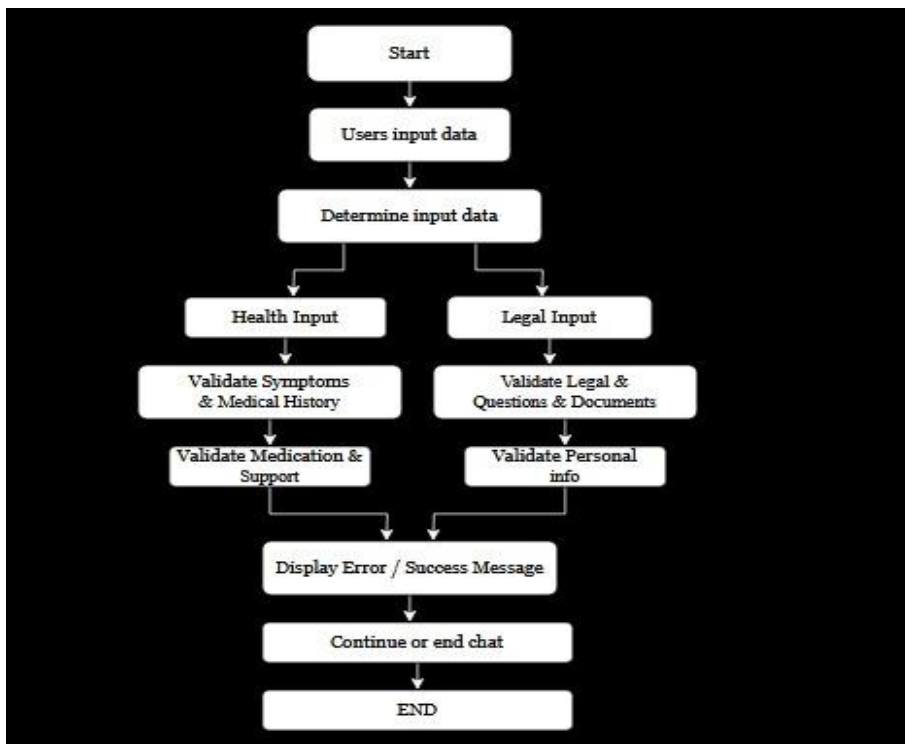 Start
Users input data
Determine input data
Health Input
Legal Input
Validate Symptoms
& Medical History
Validate Legal &
Questions & Documents
Validate Medication &
Support
Validate Personal
info
Display Error / Success Message
Continue or end chat
END